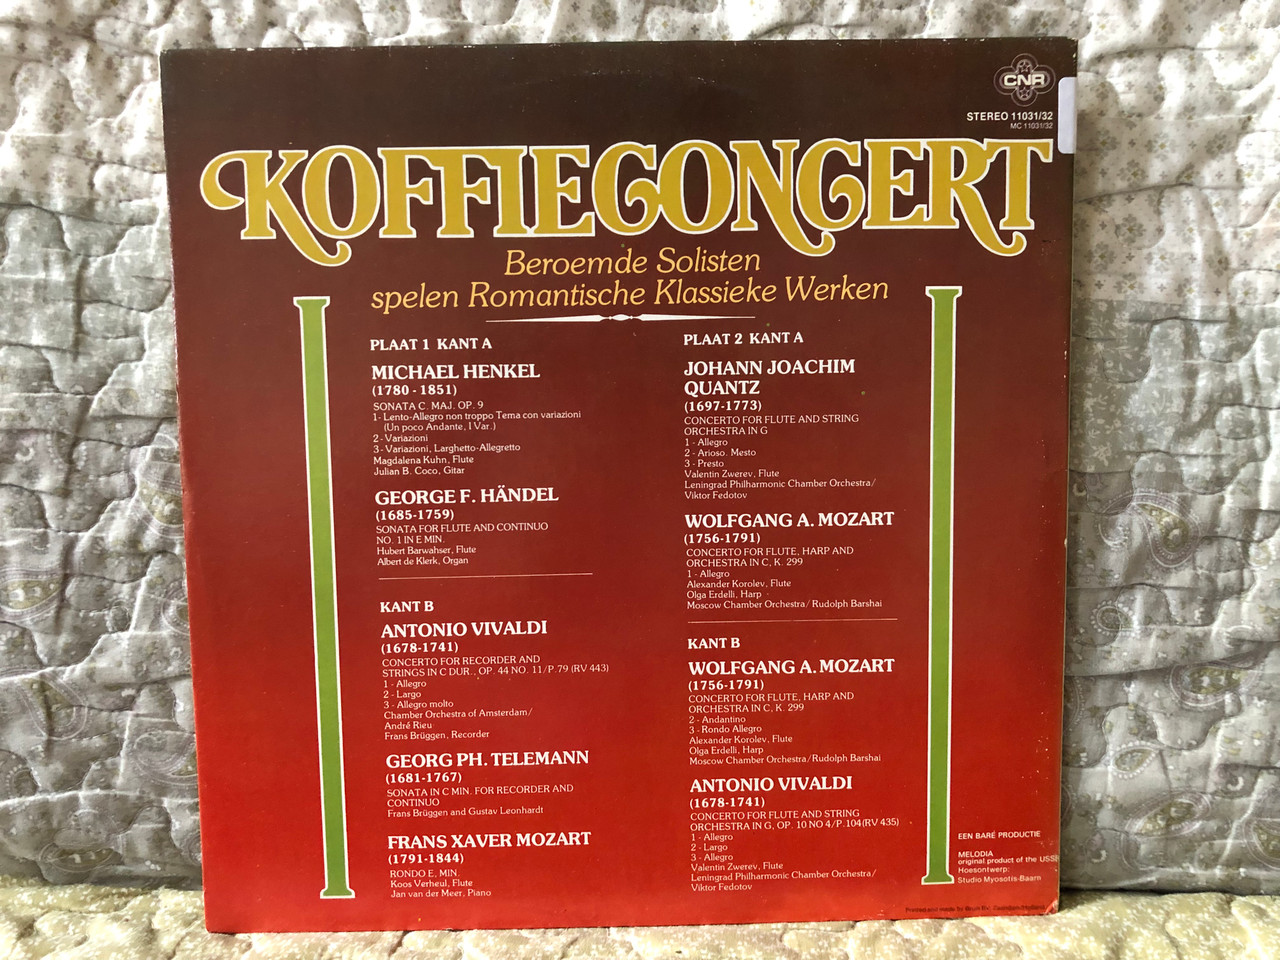 CNR
STEREO 11031/32
MC 11031/32
KOFFIECONCERT
Beroemde Solisten
spelen Romantische Klassieke Werken
PLAAT 1 KANT A
MICHAEL HENKEL
(1780 - 1851)
SONATA C. MAJ. OP. 9
1 - Lento-Allegro non troppo Tema con variazioni
(Un poco Andante, I Var.)
2 - Variazioni
3 - Variazioni, Larghetto-Allegretto
Magdalena Kuhn, Flute
Julian B. Coco, Gitar
GEORGE F. HÄNDEL
(1685-1759)
SONATA FOR FLUTE AND CONTINUO
NO. 1 IN E MIN.
Hubert Barwahser, Flute
Albert de Klerk, Organ
KANT B
ANTONIO VIVALDI
(1678-1741)
CONCERTO FOR RECORDER AND
STRINGS IN C DUR., OP. 44 NO. 11/P.79 (RV 443)
1 - Allegro
2 - Largo
3 - Allegro molto
Chamber Orchestra of Amsterdam/
André Rieu
Frans Brüggen, Recorder
GEORG PH. TELEMANN
(1681-1767)
SONATA IN C MIN. FOR RECORDER AND
CONTINUO
Frans Brüggen and Gustav Leonhardt
FRANS XAVER MOZART
(1791-1844)
RONDO E, MIN.
Koos Verheul, Flute
Jan van der Meer, Piano
PLAAT 2 KANT A
JOHANN JOACHIM
QUANTZ
(1697-1773)
CONCERTO FOR FLUTE AND STRING
ORCHESTRA IN G
1 - Allegro
2 - Arioso. Mesto
3 - Presto
Valentin Zwerev, Flute
Leningrad Philharmonic Chamber Orchestra/
Viktor Fedotov
WOLFGANG A. MOZART
(1756-1791)
CONCERTO FOR FLUTE, HARP AND
ORCHESTRA IN C, K. 299
1 - Allegro
Alexander Korolev, Flute
Olga Erdelli, Harp
Moscow Chamber Orchestra/ Rudolph Barshai
KANT B
WOLFGANG A. MOZART
(1756-1791)
CONCERTO FOR FLUTE, HARP AND
ORCHESTRA IN C, K. 299
2 - Andantino
3 - Rondo Allegro
Alexander Korolev, Flute
Olga Erdelli, Harp
Moscow Chamber Orchestra/Rudolph Barshai
ANTONIO VIVALDI
(1678-1741)
CONCERTO FOR FLUTE AND STRING
ORCHESTRA IN G, OP. 10 NO 4/P.104(RV 435)
1 - Allegro
2 - Largo
3 - Allegro
Valentin Zwerev, Flute
Leningrad Philharmonic Chamber Orchestra/
Viktor Fedotov
EEN BARÉ PRODUCTIE
MELODIA
original product of the USSR
Hoesontwerp:
Studio Myosotis-Baarn
Printed and made by